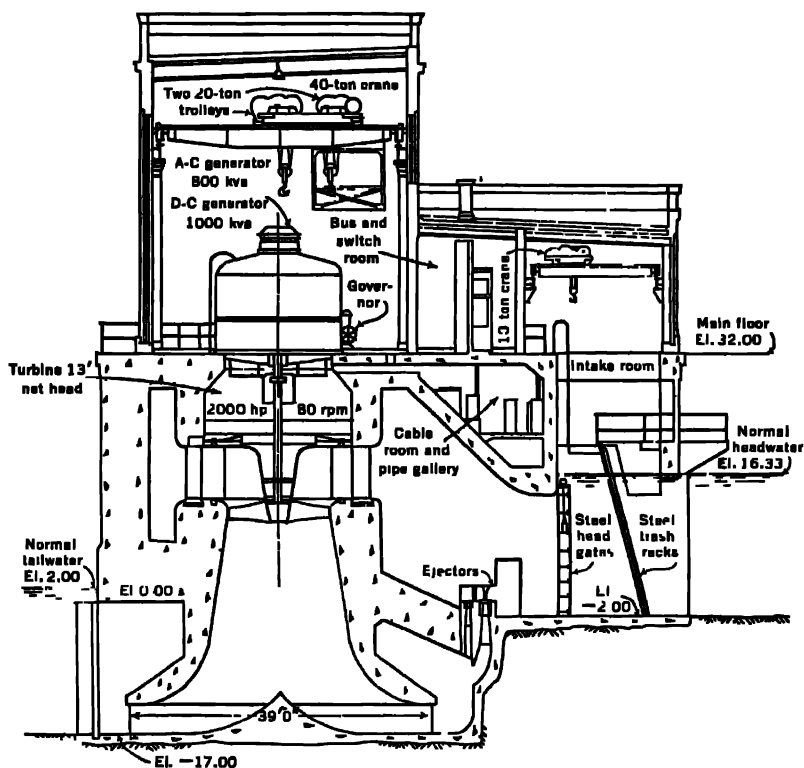 Two 20-ton
trolleys
40-ton crane
A-C generator
800 kva
D-C generator
1000 kva
Bus and
switch
room
Gover-
nor
13 ton crane
Main floor
El. 32.00
Turbine 13'
net head
2000 hp
80 rpm
Intake room
Cable
room and
pipe gallery
Normal
headwater
El. 16.33
Steel
head
gates
Steel
trash
racks
Normal
tailwater
El. 2.00
El 0.00
Ejectors
El
-2.00
39'0"
El. -17.00